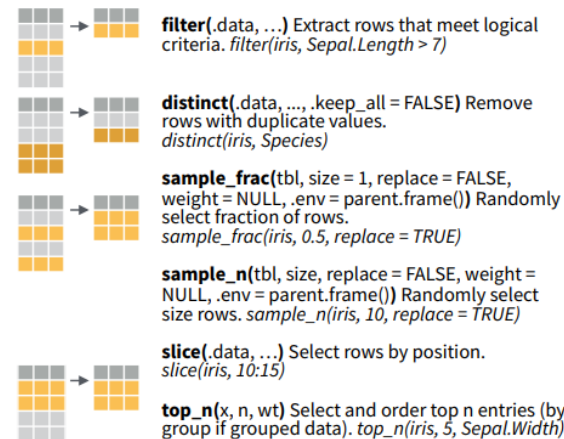 filter(.data, …) Extract rows that meet logical
criteria. filter(iris, Sepal.Length > 7)
distinct(.data, ..., .keep_all = FALSE) Remove
rows with duplicate values.
distinct(iris, Species)
sample_frac(tbl, size = 1, replace = FALSE,
weight = NULL, .env = parent.frame()) Randomly
select fraction of rows.
sample_frac(iris, 0.5, replace = TRUE)
sample_n(tbl, size, replace = FALSE, weight =
NULL, .env = parent.frame()) Randomly select
size rows. sample_n(iris, 10, replace = TRUE)
slice(.data, …) Select rows by position.
slice(iris, 10:15)
top_n(x, n, wt) Select and order top n entries (by
group if grouped data). top_n(iris, 5, Sepal.Width)